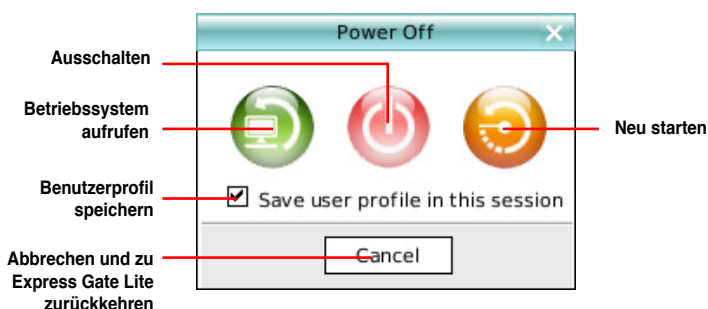 Power Off
Ausschalten
Betriebssystem
aufrufen
Neu starten
Benutzerprofil
speichern
Save user profile in this session
Abbrechen und zu
Express Gate Lite
zurückkehren
Cancel